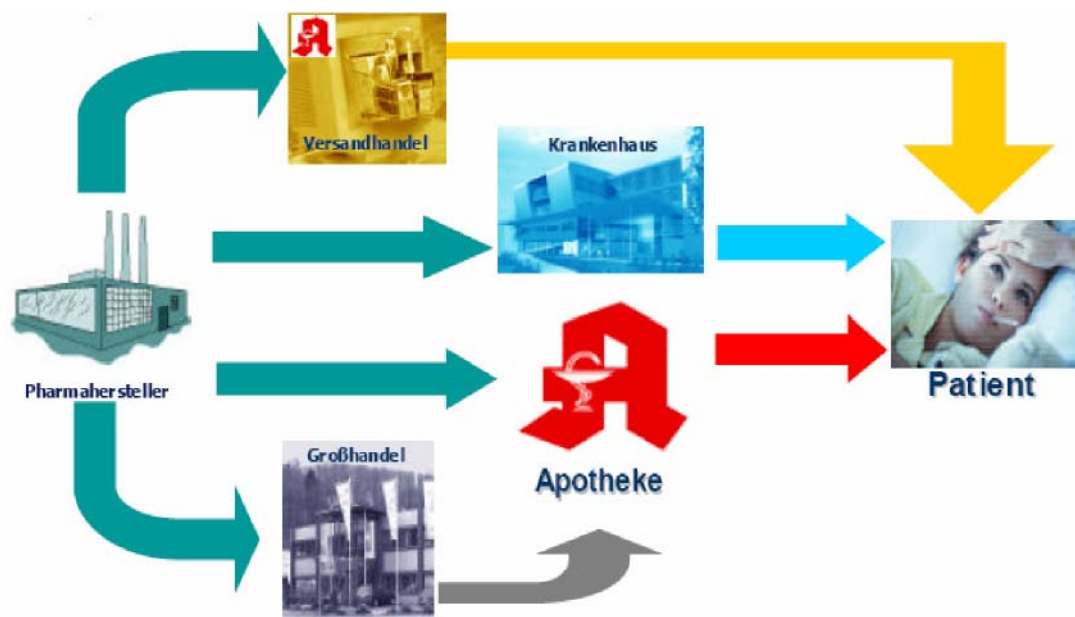 Versandhandel
Krankenhaus
Pharmahersteller
Patient
Großhandel
Apotheke